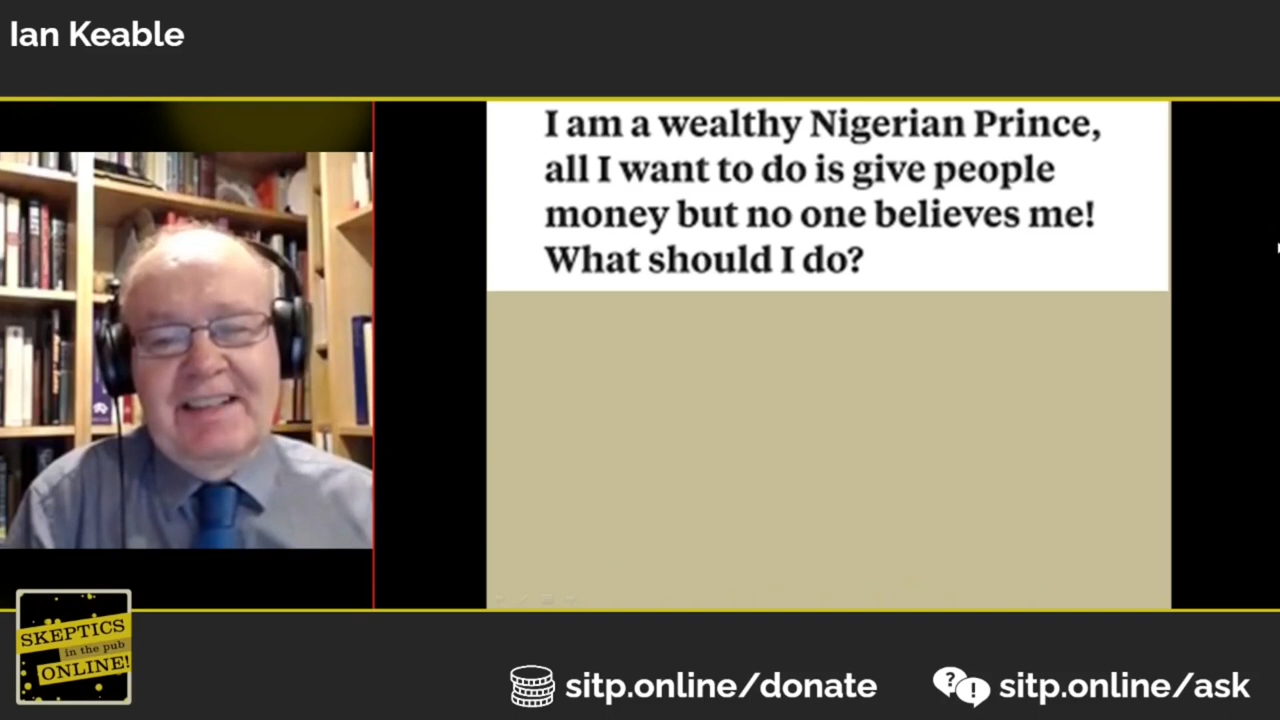 Ian Keable
I am a wealthy Nigerian Prince,
all I want to do is give people
money but no one believes me!
What should I do?
SKEPTICS
in the pub
ONLINE!
sitp.online/donate
? !
sitp.online/ask